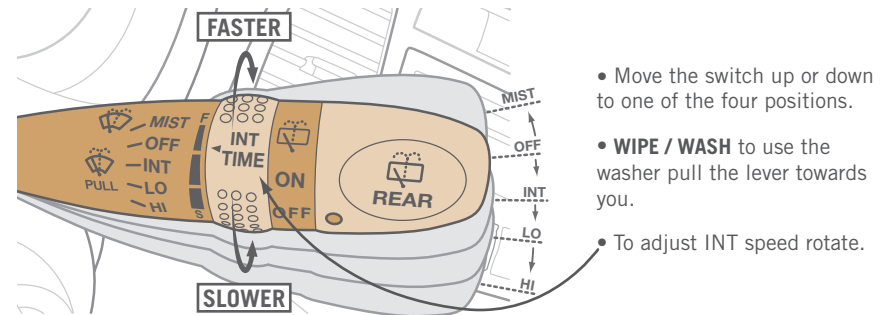 FASTER
MIST F
OFF
INT
PULL LO
HI S
INT
TIME
ON
OFF
REAR
SLOWER
MIST
OFF
INT
LO
HI
• Move the switch up or down
to one of the four positions.
• WIPE / WASH to use the
washer pull the lever towards
you.
• To adjust INT speed rotate.